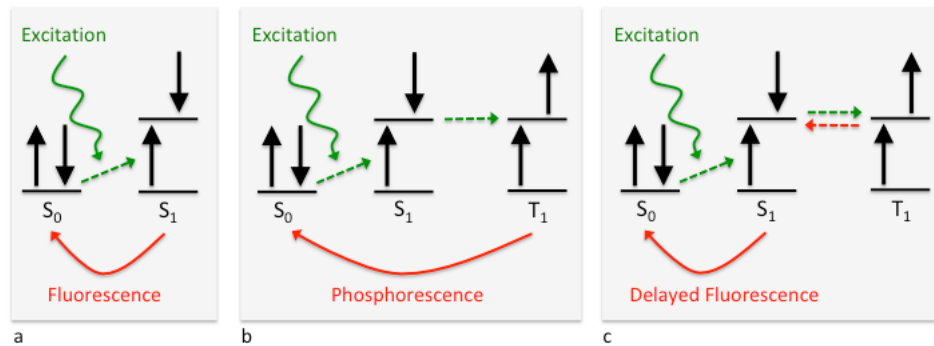 Excitation
S₀
S₁
Fluorescence
a
Excitation
S₀
S₁
T₁
Phosphorescence
b
Excitation
S₀
S₁
T₁
Delayed Fluorescence
c